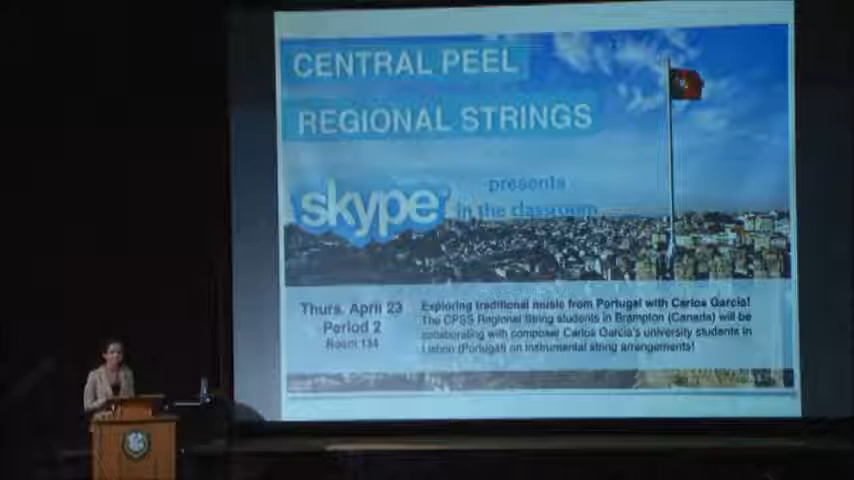 CENTRAL PEEL
REGIONAL STRINGS
presents
skype in the classroom
Thurs. April 23
Period 2
Room 134
Exploring traditional music from Portugal with Carlos Garcia!
The CPSS Regional String students in Brampton (Canada) will be
collaborating with composer Carlos Garcia's university students in
Lisbon (Portugal) on instrumental string arrangements!